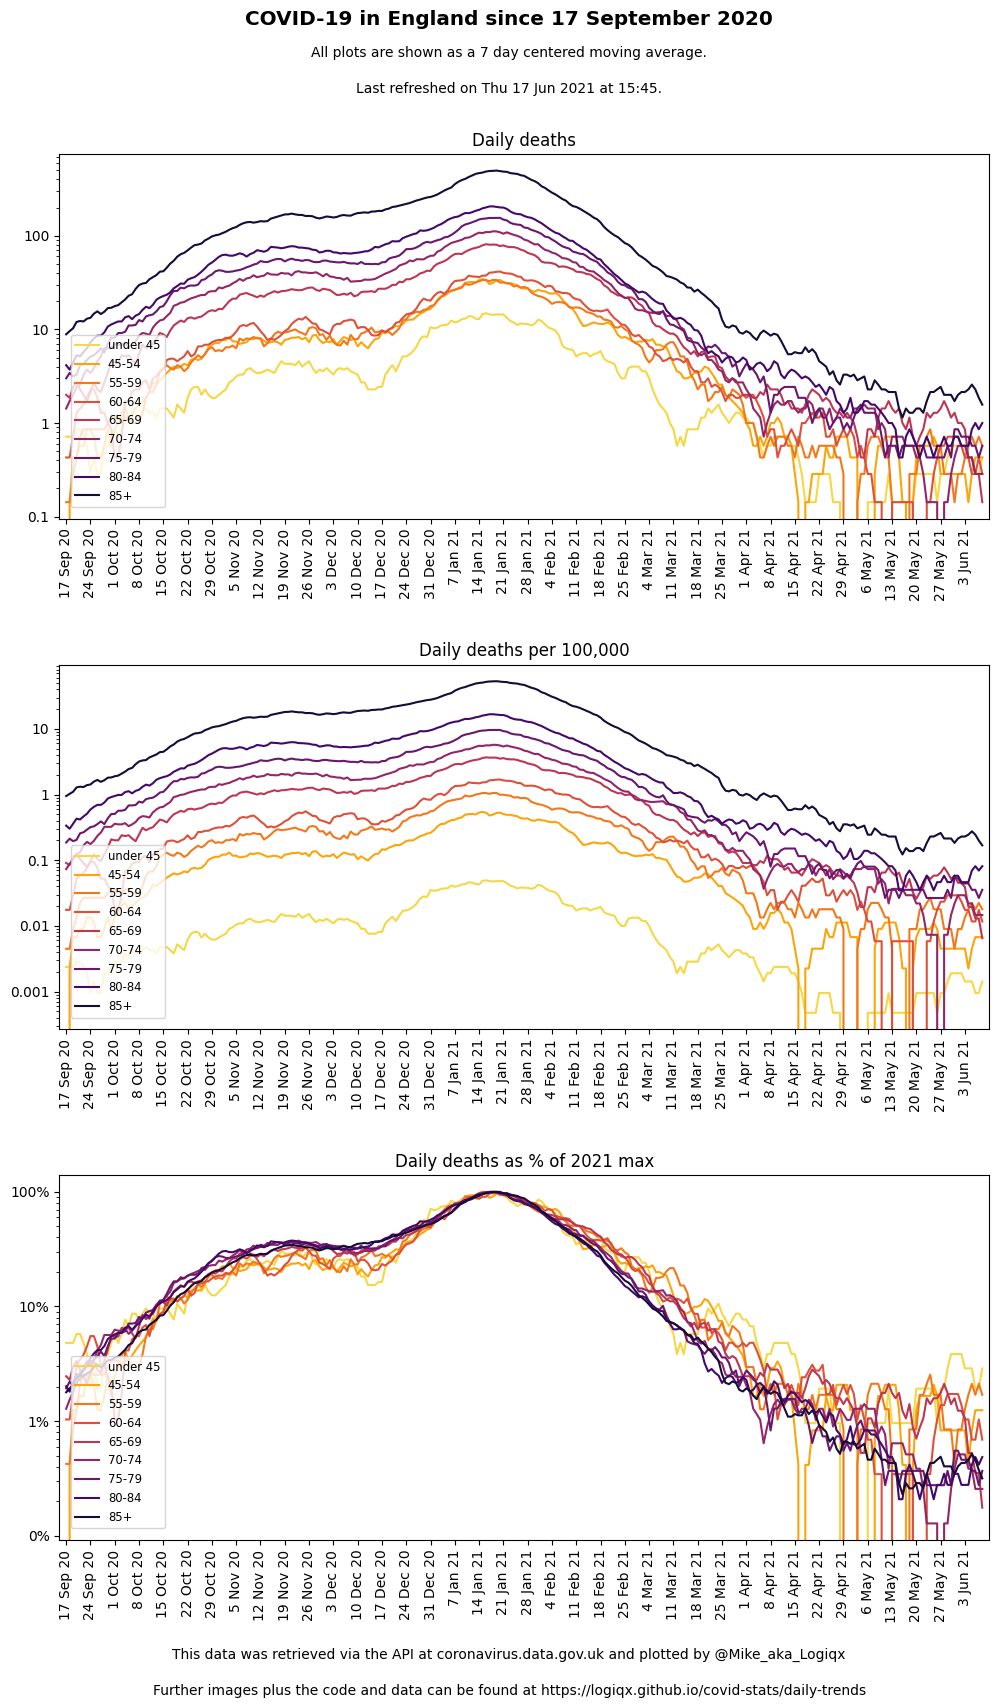 COVID-19 in England since 17 September 2020
All plots are shown as a 7 day centered moving average.
Last refreshed on Thu 17 Jun 2021 at 15:45.
Daily deaths
100
10
1
0.1
under 45
45-54
55-59
60-64
65-69
70-74
75-79
80-84
85+
17 Sep 20
24 Sep 20
1 Oct 20
8 Oct 20
15 Oct 20
22 Oct 20
29 Oct 20
5 Nov 20
12 Nov 20
19 Nov 20
26 Nov 20
3 Dec 20
10 Dec 20
17 Dec 20
24 Dec 20
31 Dec 20
7 Jan 21
14 Jan 21
21 Jan 21
28 Jan 21
4 Feb 21
11 Feb 21
18 Feb 21
25 Feb 21
4 Mar 21
11 Mar 21
18 Mar 21
25 Mar 21
1 Apr 21
8 Apr 21
15 Apr 21
22 Apr 21
29 Apr 21
6 May 21
13 May 21
20 May 21
27 May 21
3 Jun 21
Daily deaths per 100,000
10
1
0.1
0.01
0.001
under 45
45-54
55-59
60-64
65-69
70-74
75-79
80-84
85+
17 Sep 20
24 Sep 20
1 Oct 20
8 Oct 20
15 Oct 20
22 Oct 20
29 Oct 20
5 Nov 20
12 Nov 20
19 Nov 20
26 Nov 20
3 Dec 20
10 Dec 20
17 Dec 20
24 Dec 20
31 Dec 20
7 Jan 21
14 Jan 21
21 Jan 21
28 Jan 21
4 Feb 21
11 Feb 21
18 Feb 21
25 Feb 21
4 Mar 21
11 Mar 21
18 Mar 21
25 Mar 21
1 Apr 21
8 Apr 21
15 Apr 21
22 Apr 21
29 Apr 21
6 May 21
13 May 21
20 May 21
27 May 21
3 Jun 21
Daily deaths as % of 2021 max
100%
10%
1%
0%
under 45
45-54
55-59
60-64
65-69
70-74
75-79
80-84
85+
17 Sep 20
24 Sep 20
1 Oct 20
8 Oct 20
15 Oct 20
22 Oct 20
29 Oct 20
5 Nov 20
12 Nov 20
19 Nov 20
26 Nov 20
3 Dec 20
10 Dec 20
17 Dec 20
24 Dec 20
31 Dec 20
7 Jan 21
14 Jan 21
21 Jan 21
28 Jan 21
4 Feb 21
11 Feb 21
18 Feb 21
25 Feb 21
4 Mar 21
11 Mar 21
18 Mar 21
25 Mar 21
1 Apr 21
8 Apr 21
15 Apr 21
22 Apr 21
29 Apr 21
6 May 21
13 May 21
20 May 21
27 May 21
3 Jun 21
This data was retrieved via the API at coronavirus.data.gov.uk and plotted by @Mike_aka_Logiqx
Further images plus the code and data can be found at https://logiqx.github.io/covid-stats/daily-trends